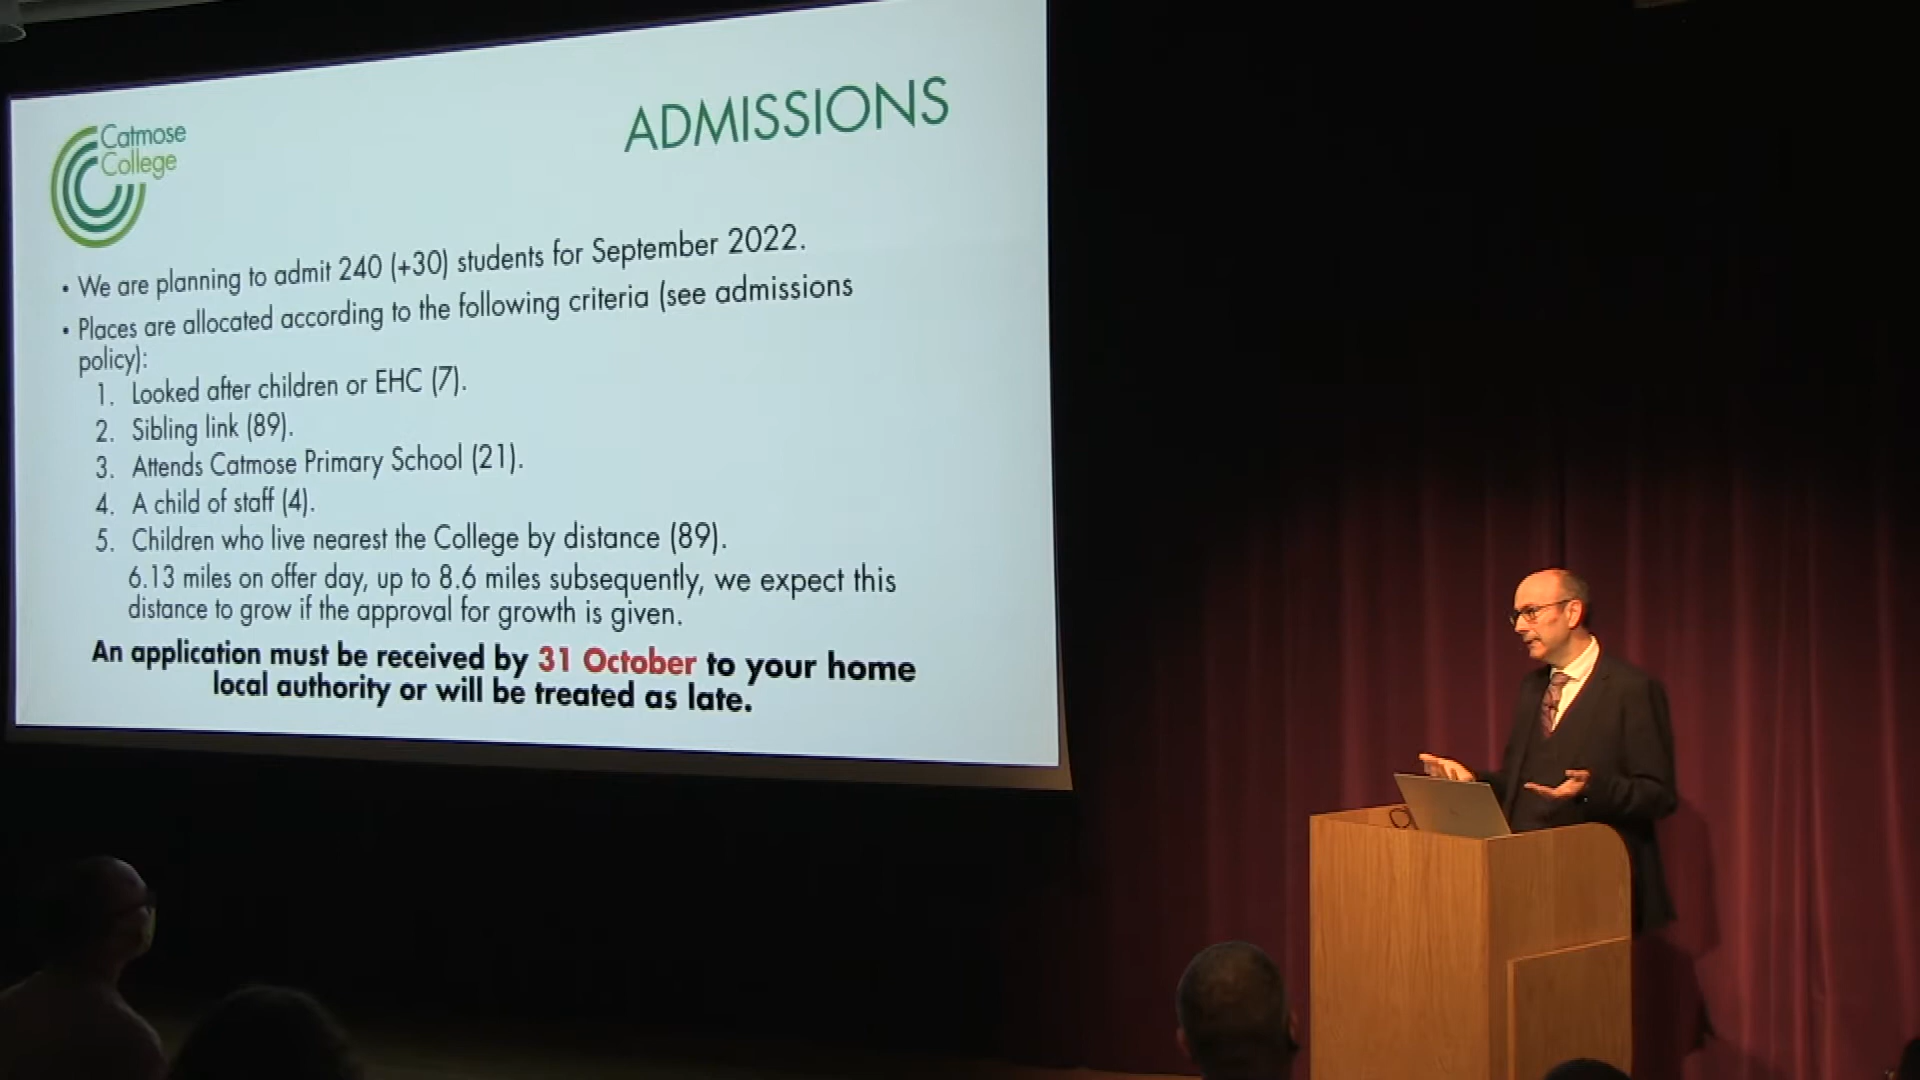 Catmose
College
ADMISSIONS
• We are planning to admit 240 (+30) students for September 2022.
• Places are allocated according to the following criteria (see admissions
policy):
1. Looked after children or EHC (7).
2. Sibling link (89).
3. Attends Catmose Primary School (21).
4. A child of staff (4).
5. Children who live nearest the College by distance (89).
6.13 miles on offer day, up to 8.6 miles subsequently, we expect this
distance to grow if the approval for growth is given.
An application must be received by 31 October to your home
local authority or will be treated as late.